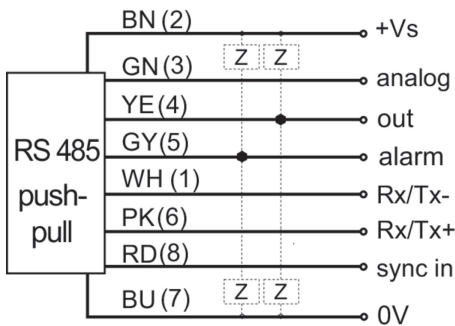 BN (2) +Vs
Z Z
GN (3) analog
YE (4) out
GY (5) alarm
RS 485
push-
pull
WH (1) Rx/Tx-
PK (6) Rx/Tx+
RD (8) sync in
Z Z
BU (7) 0V